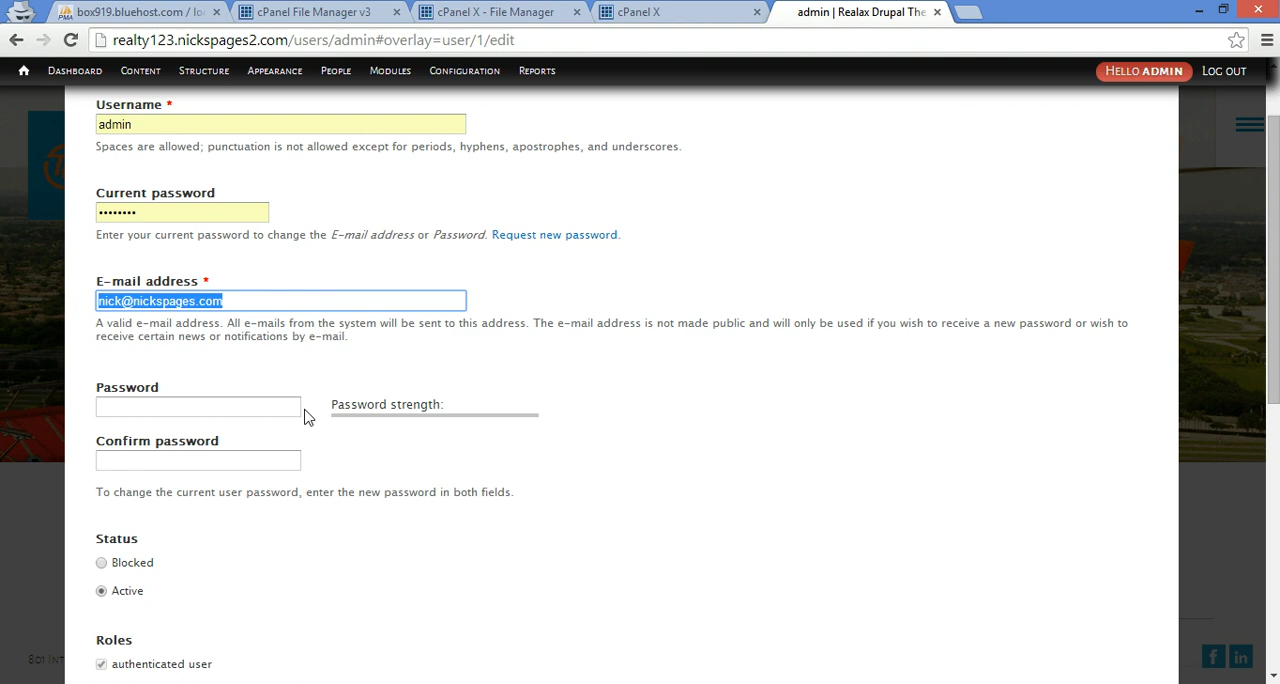 box919.bluehost.com / lo
cPanel File Manager v3
cPanel X - File Manager
cPanel X
admin | Realax Drupal The
realty123.nickspages2.com/users/admin#overlay=user/1/edit
DASHBOARD CONTENT STRUCTURE APPEARANCE PEOPLE MODULES CONFIGURATION REPORTS HELLO ADMIN LOG OUT
Username *
admin
Spaces are allowed; punctuation is not allowed except for periods, hyphens, apostrophes, and underscores.
Current password
••••••••
Enter your current password to change the E-mail address or Password. Request new password.
E-mail address *
nick@nickspages.com
A valid e-mail address. All e-mails from the system will be sent to this address. The e-mail address is not made public and will only be used if you wish to receive a new password or wish to
receive certain news or notifications by e-mail.
Password
Password strength:
Confirm password
To change the current user password, enter the new password in both fields.
Status
Blocked
Active
Roles
801 INT
authenticated user